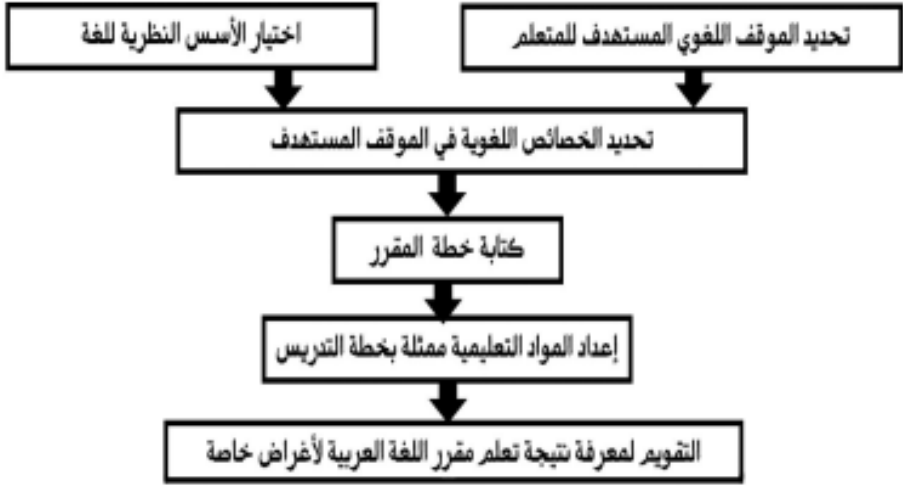 تحديد الموقف اللغوي المستهدف للمتعلم
اختيار الأسس النظرية للغة
تحديد الخصائص اللغوية في الموقف المستهدف
كتابة خطة المقرر
إعداد المواد التعليمية ممثلة بخطة التدريس
التقويم لمعرفة نتيجة تعلم مقرر اللغة العربية لأغراض خاصة